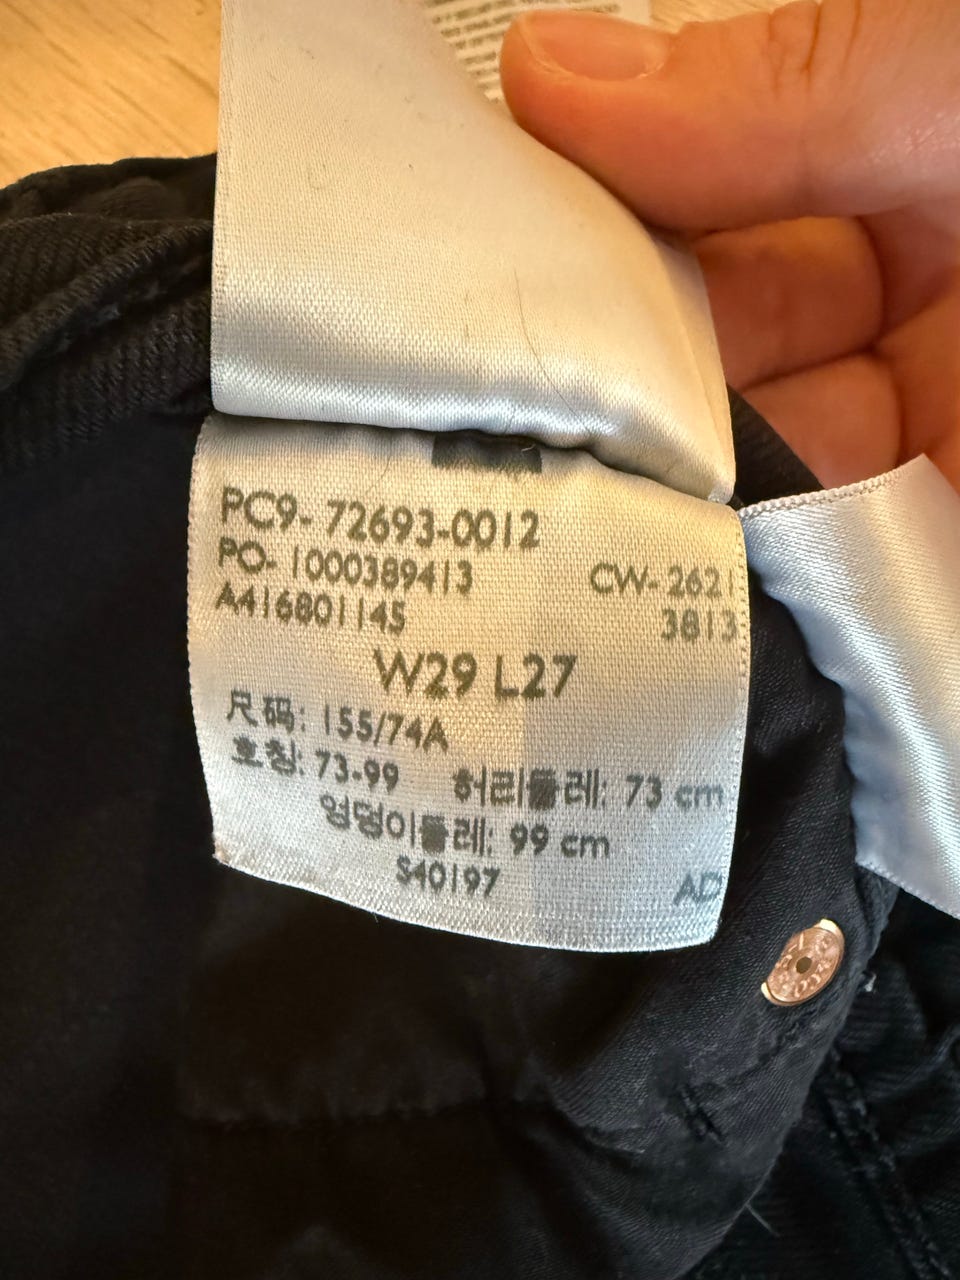 PC9- 72693-0012
PO- 1000389413
CW- 2621
A416801145
3813
W29 L27
尺码: 155/74A
호칭: 73-99 허리둘레: 73 cm
엉덩이둘레: 99 cm
S40197
AD